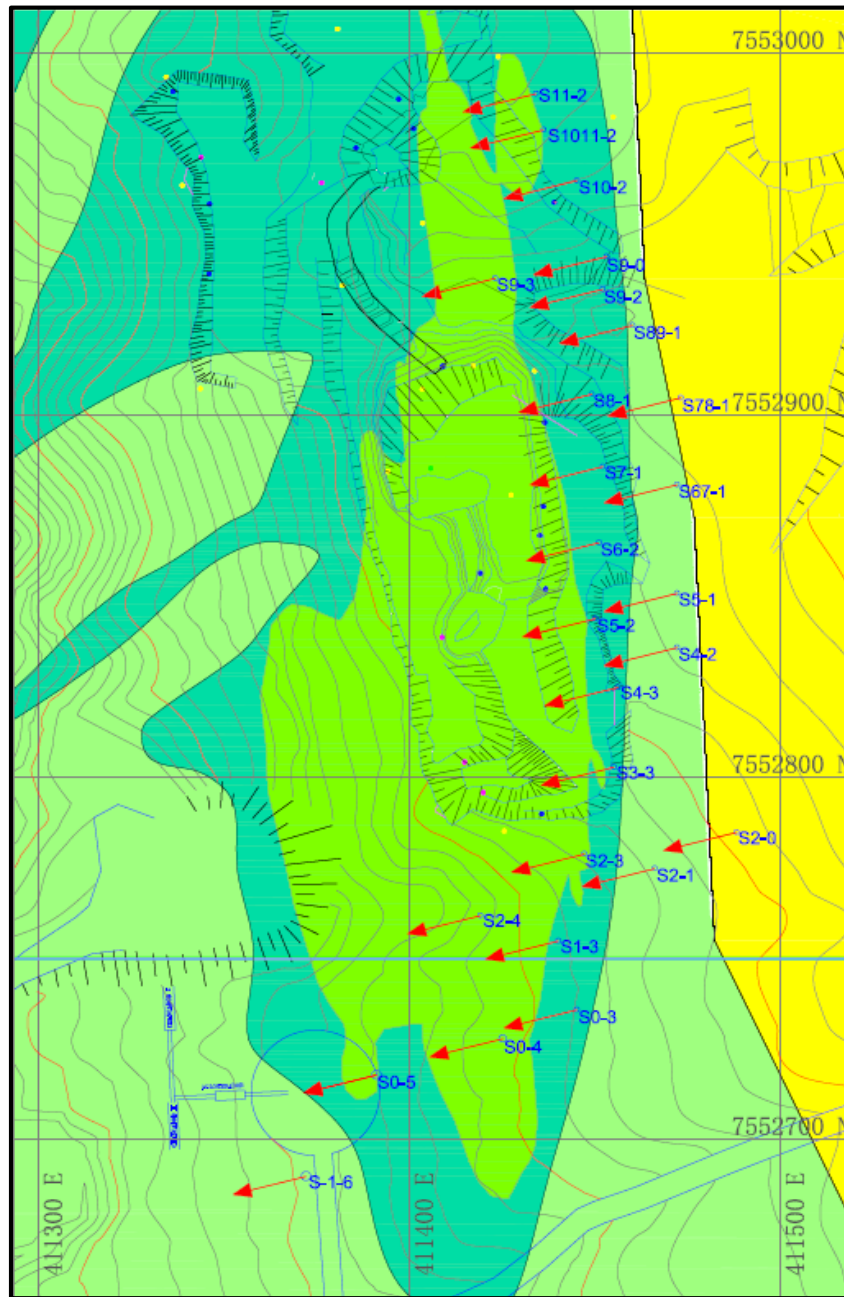 7553000 N
S11-2
S1011-2
S10-2
S9-0
S9-3
S9-2
S89-1
S8-1
S78-1
7552900 N
S7-1
S67-1
S6-2
S5-1
S5-2
S4-2
S4-3
S3-3
7552800 N
S2-0
S2-3
S2-1
S2-4
S1-3
S0-3
S0-4
S0-5
7552700 N
S-1-6
411300 E
411400 E
411500 E